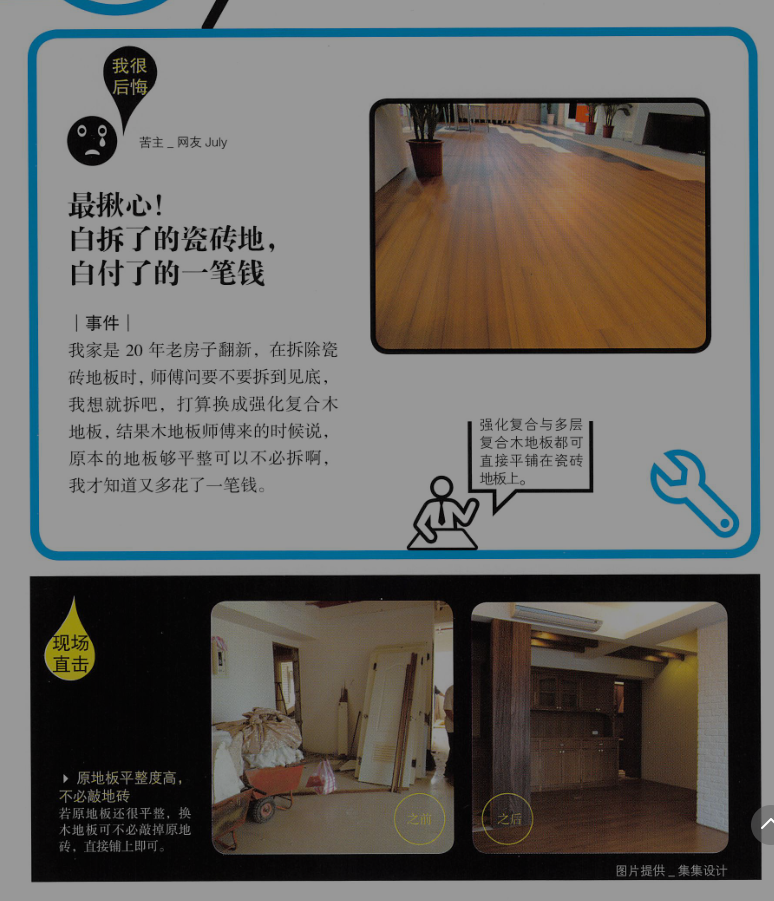 我很
后悔
苦主_网友 July
最揪心！
白拆了的瓷砖地，
白付了的一笔钱
｜事件｜
我家是 20 年老房子翻新，在拆除瓷
砖地板时，师傅问要不要拆到见底，
我想就拆吧，打算换成强化复合木
地板，结果木地板师傅来的时候说，
原本的地板够平整可以不必拆啊，
我才知道又多花了一笔钱。
强化复合与多层
复合木地板都可
直接平铺在瓷砖
地板上。
现场
直击
原地板平整度高，
不必敲地砖
若原地板还很平整，换
木地板可不必敲掉原地
砖，直接铺上即可。
之前
之后
图片提供_集集设计